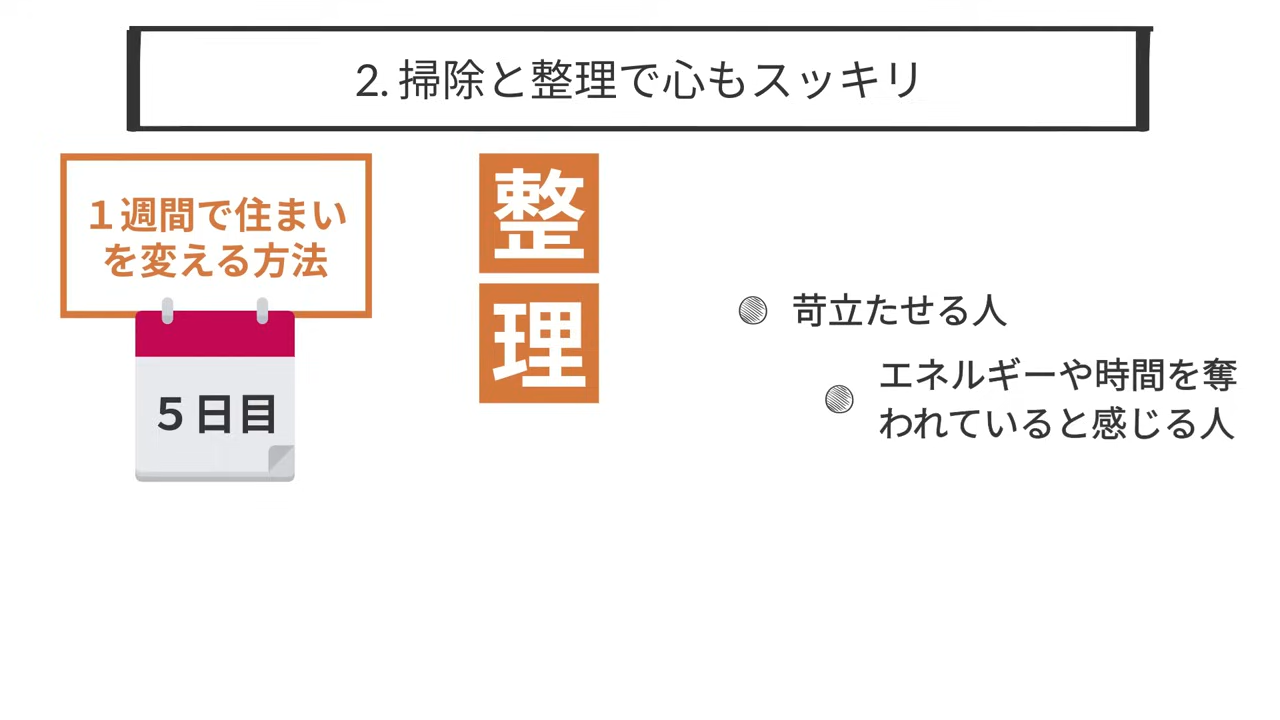 2. 掃除と整理で心もスッキリ
１週間で住まい
を変える方法
５日目
整
理
苛立たせる人
エネルギーや時間を奪
われていると感じる人